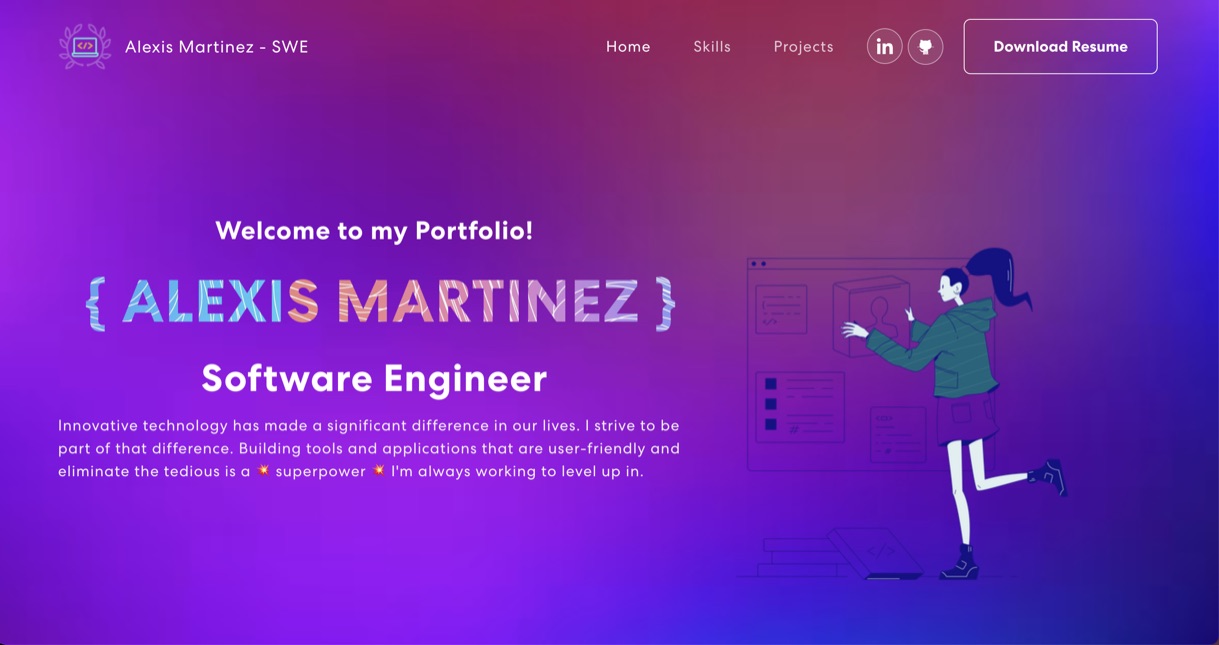 </> Alexis Martinez - SWE Home Skills Projects in Download Resume
Welcome to my Portfolio!
{ ALEXIS MARTINEZ }
Software Engineer
Innovative technology has made a significant difference in our lives. I strive to be
part of that difference. Building tools and applications that are user-friendly and
eliminate the tedious is a 💥 superpower 💥 I'm always working to level up in.
</>
#
</>
#
</>